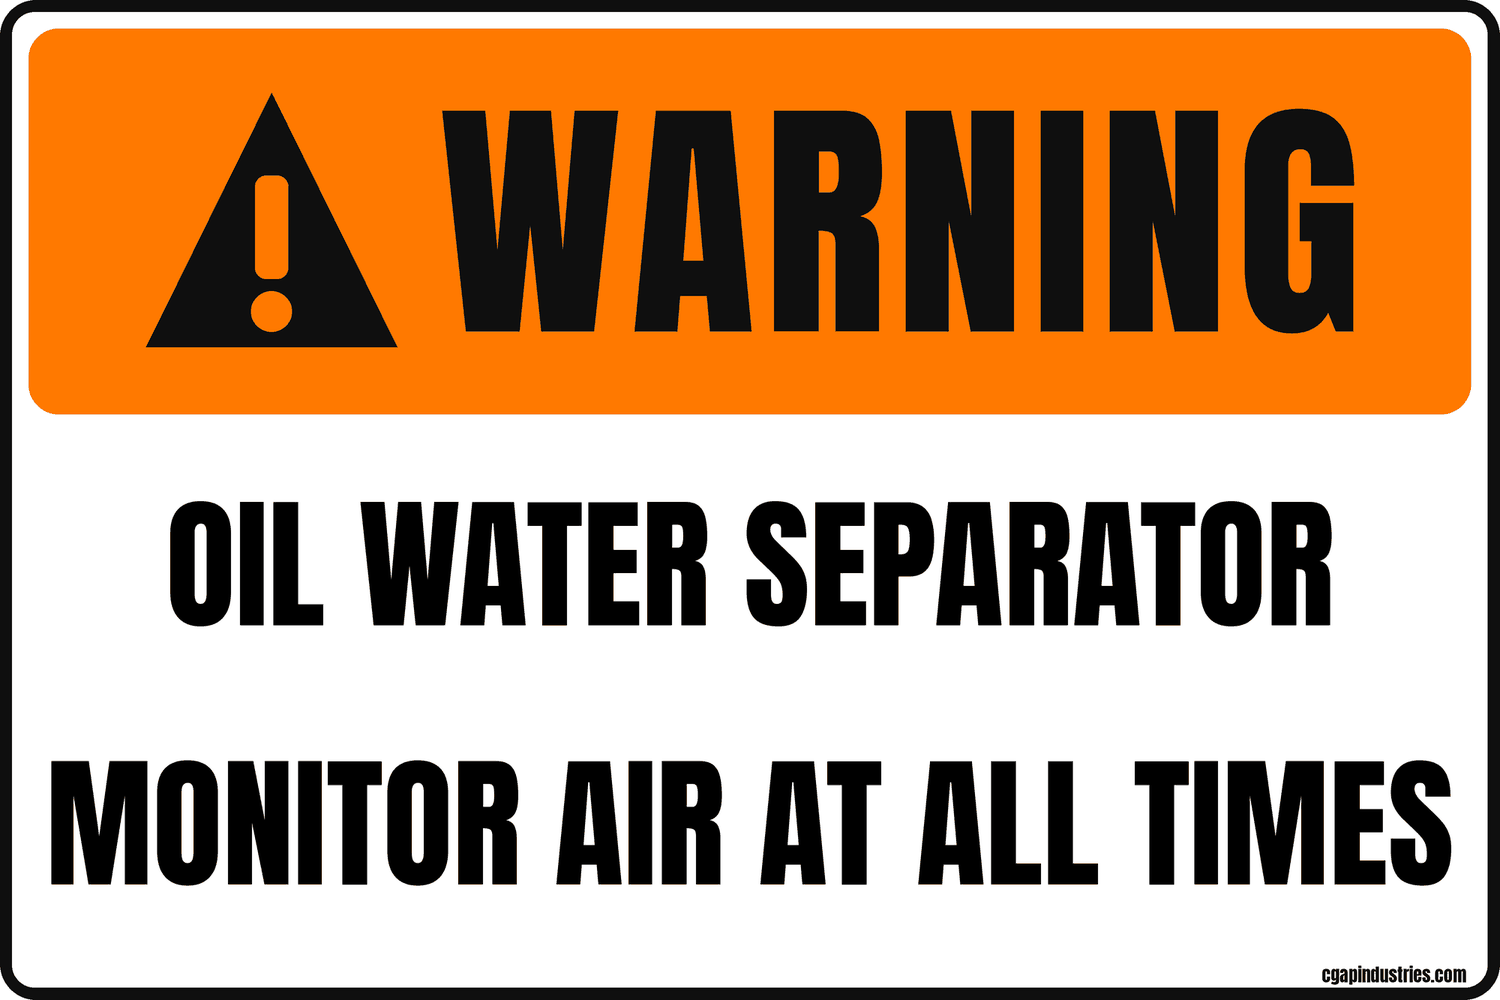 WARNING
OIL WATER SEPARATOR
MONITOR AIR AT ALL TIMES
cgapindustries.com